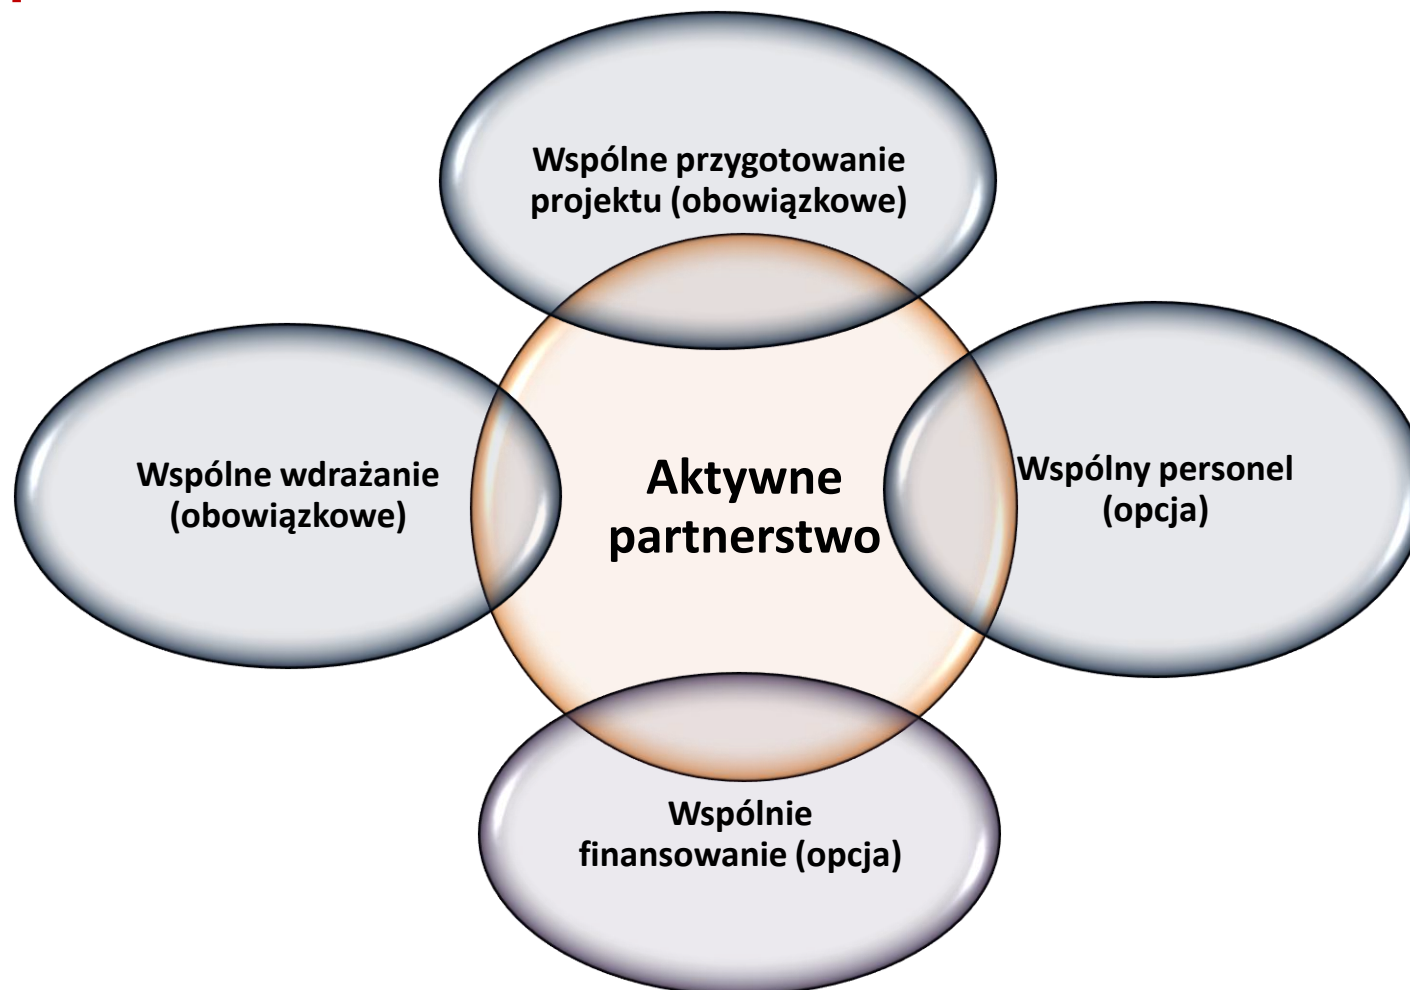 Wspólne przygotowanie
projektu (obowiązkowe)
Wspólne wdrażanie
(obowiązkowe)
Aktywne
partnerstwo
Wspólny personel
(opcja)
Wspólnie
finansowanie (opcja)